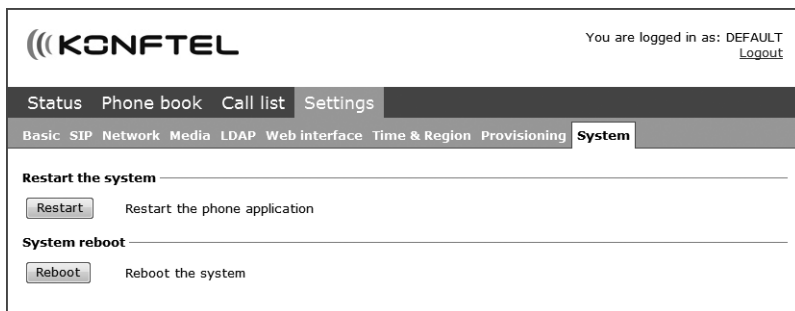 KONFTEL
You are logged in as: DEFAULT
Logout
Status Phone book Call list Settings
Basic SIP Network Media LDAP Web interface Time & Region Provisioning System
Restart the system
Restart Restart the phone application
System reboot
Reboot Reboot the system